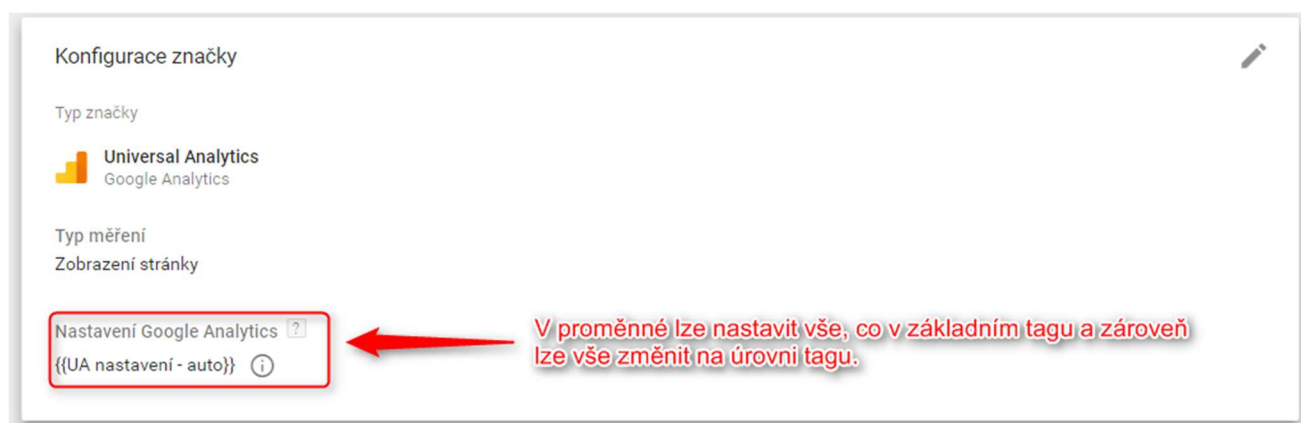 Konfigurace značky
Typ značky
Universal Analytics
Google Analytics
Typ měření
Zobrazení stránky
Nastavení Google Analytics ?
{{UA nastavení - auto}} i
V proměnné lze nastavit vše, co v základním tagu a zároveň
lze vše změnit na úrovni tagu.